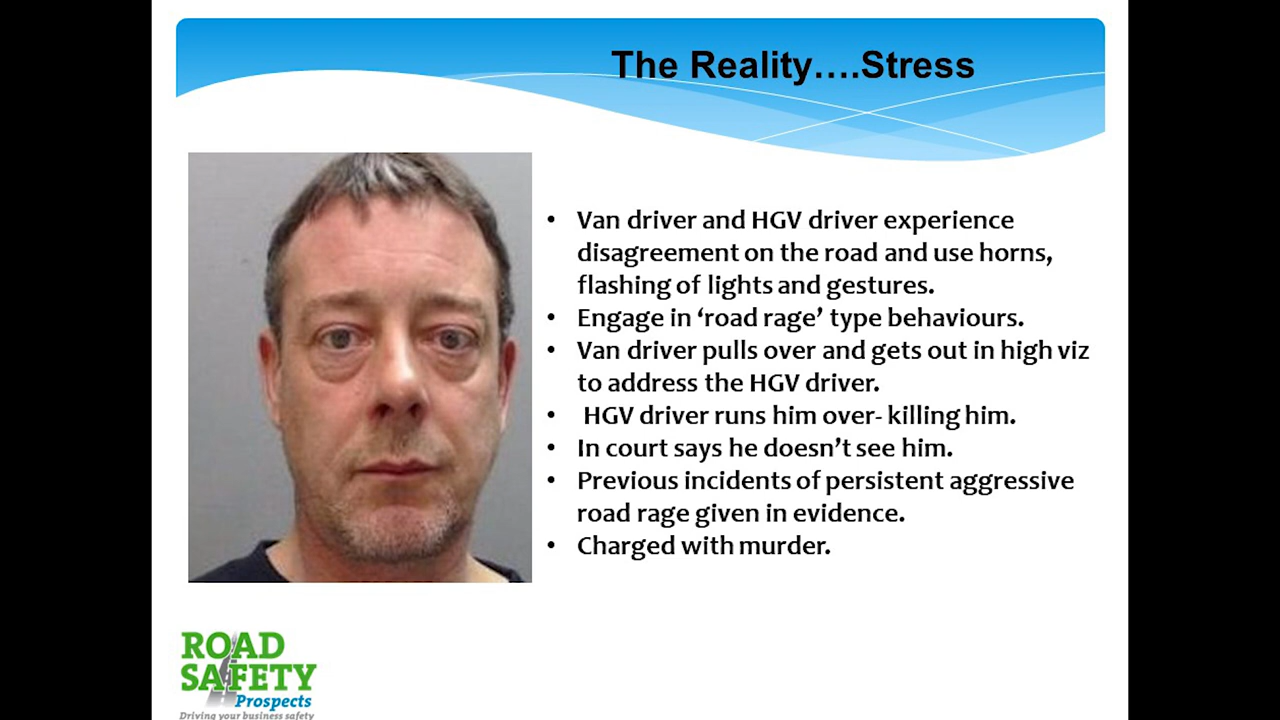 The Reality....Stress
• Van driver and HGV driver experience
disagreement on the road and use horns,
flashing of lights and gestures.
• Engage in ‘road rage’ type behaviours.
• Van driver pulls over and gets out in high viz
to address the HGV driver.
• HGV driver runs him over- killing him.
• In court says he doesn’t see him.
• Previous incidents of persistent aggressive
road rage given in evidence.
• Charged with murder.
ROAD
SAFETY
Prospects
Driving your business safety